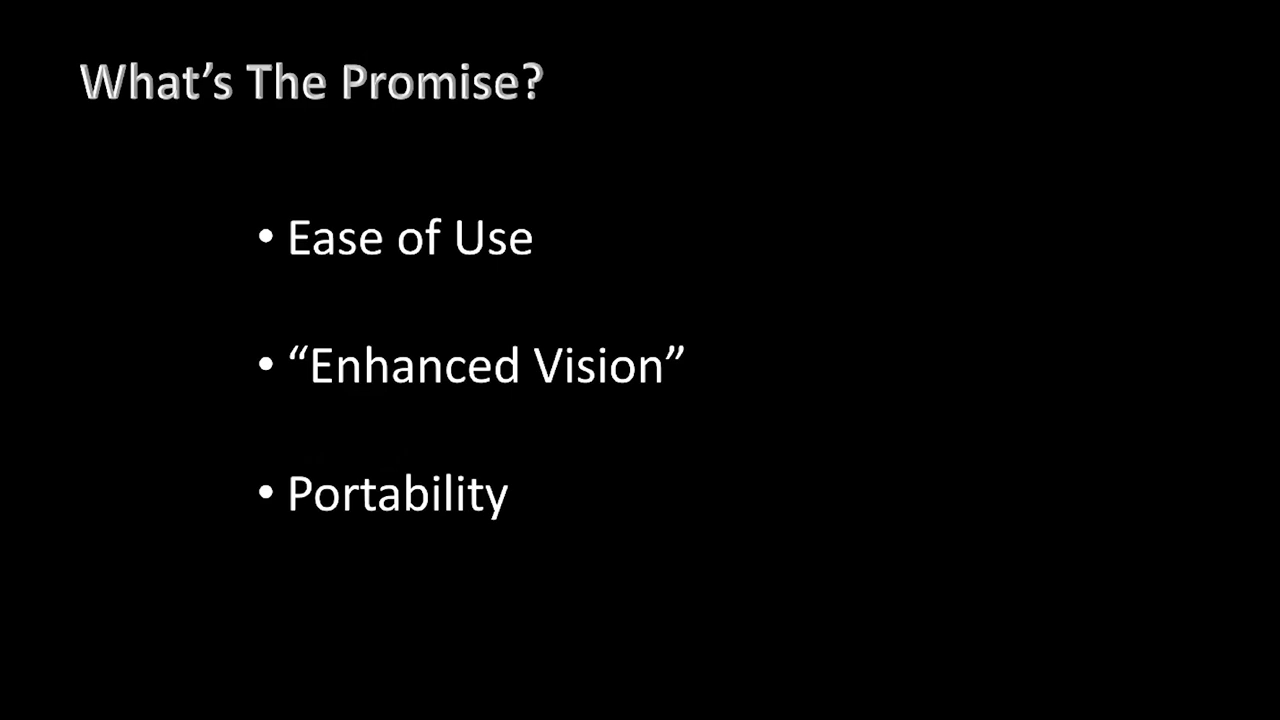 What’s The Promise?
• Ease of Use
• “Enhanced Vision”
• Portability